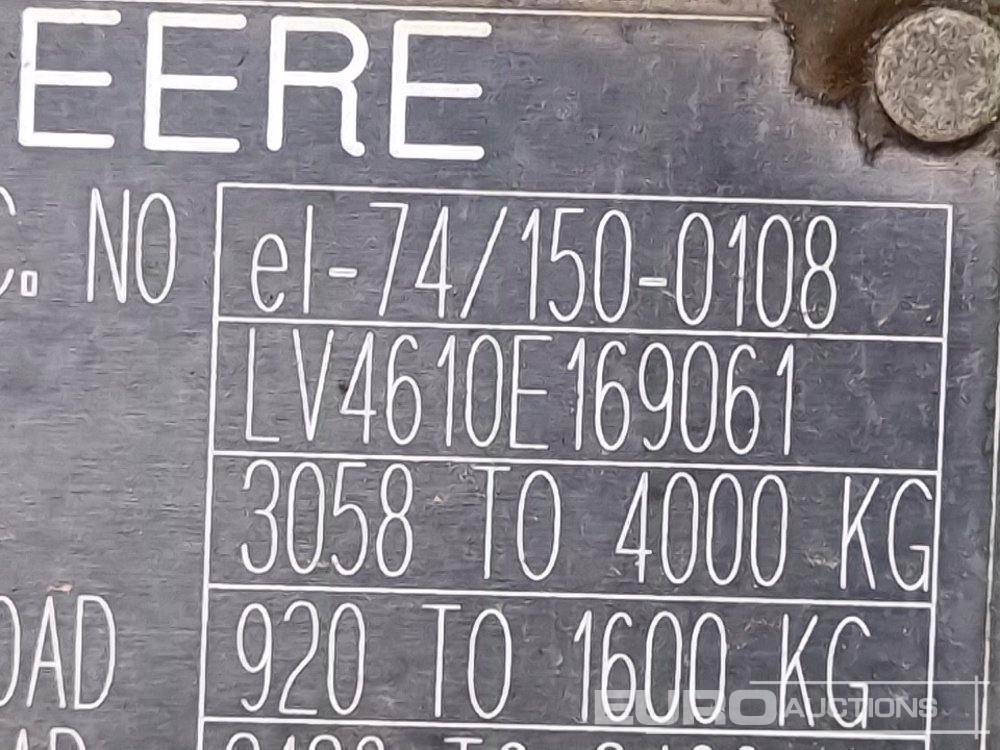 EERE
C. NO el-74/150-0108
LV4610E169061
3058 TO 4000 KG
OAD 920 TO 1600 KG
EURO AUCTIONS